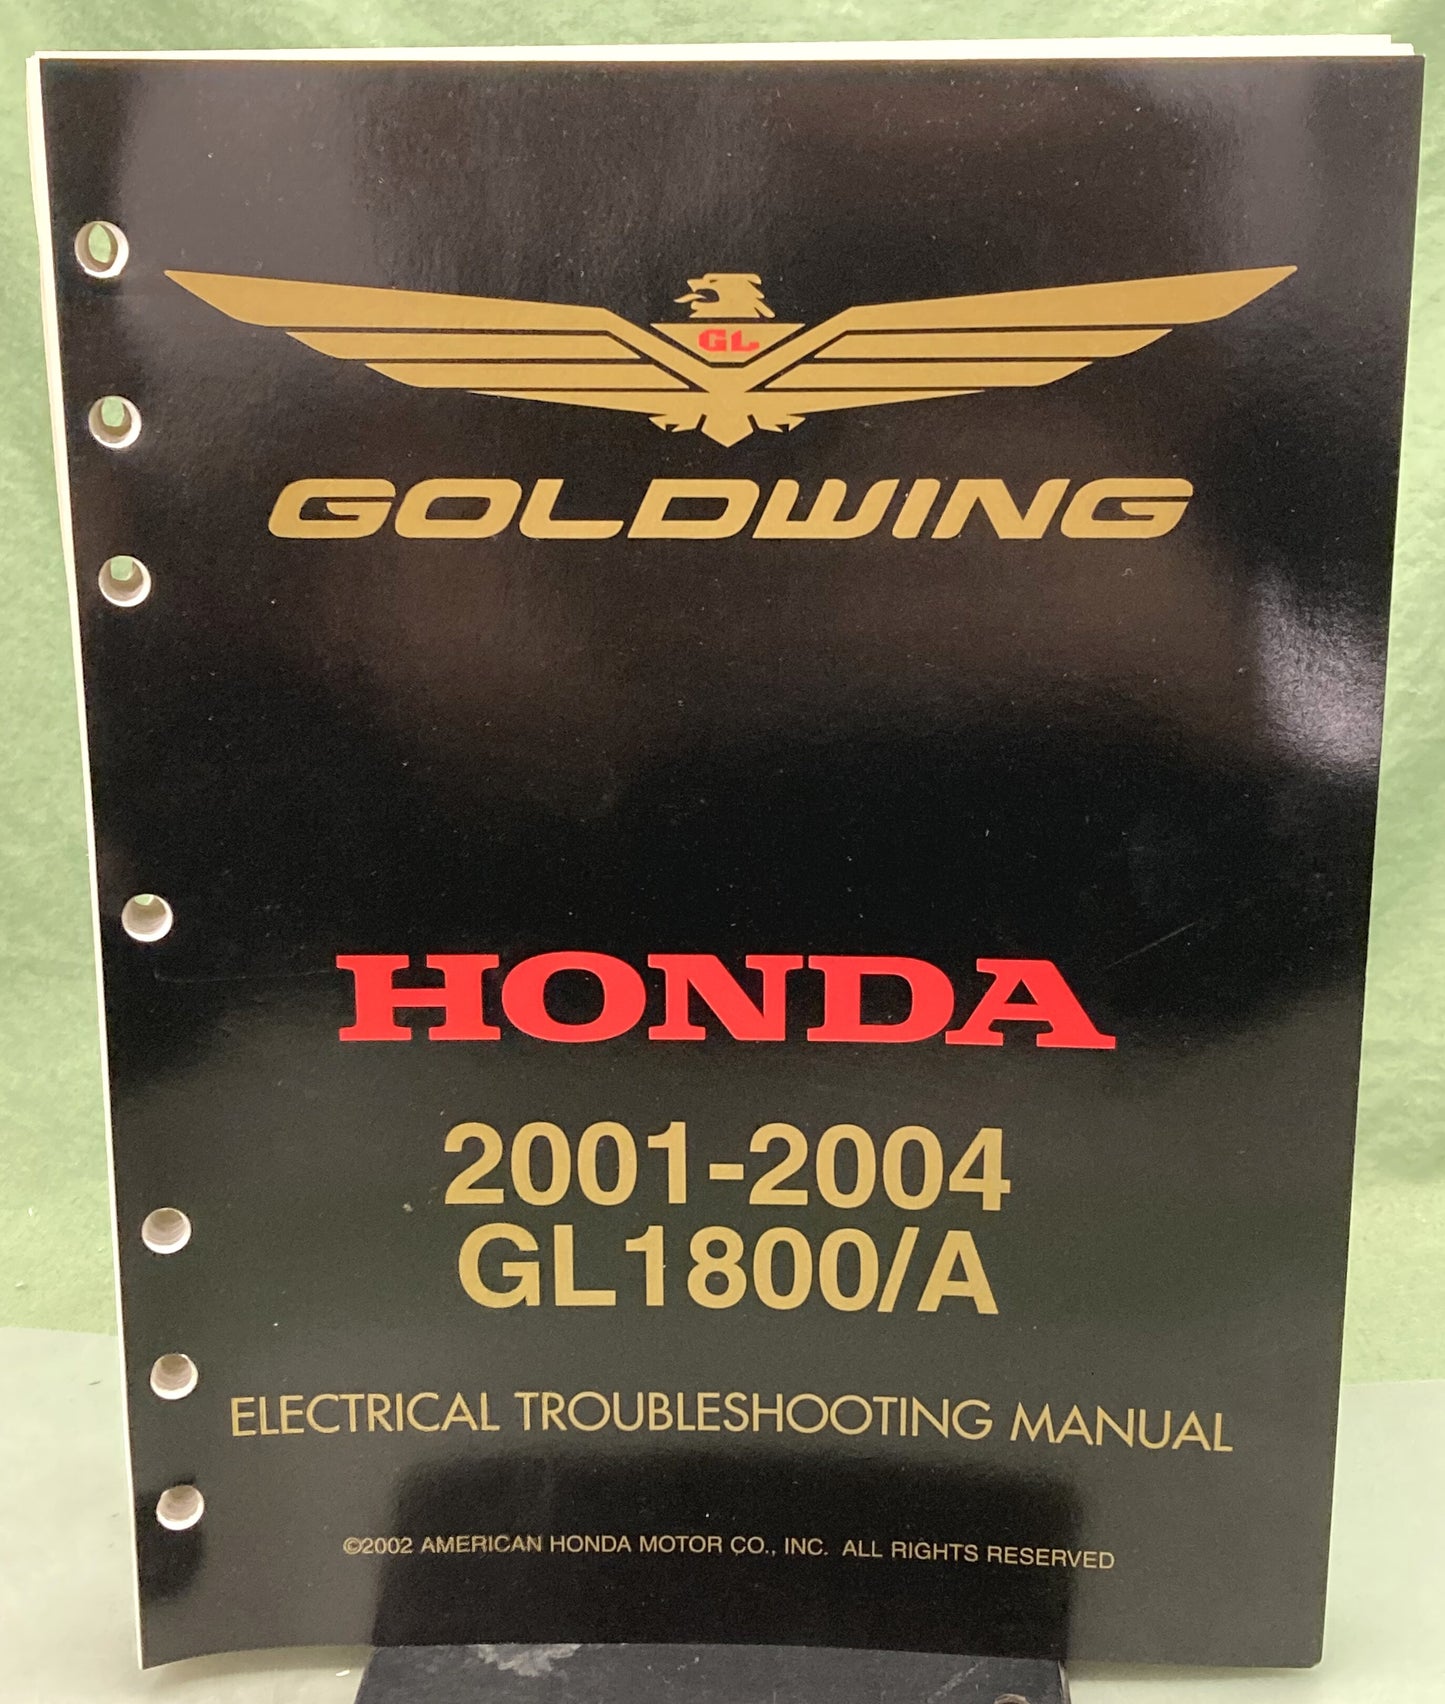 GL
GOLDWING
HONDA
2001-2004
GL1800/A
ELECTRICAL TROUBLESHOOTING MANUAL
©2002 AMERICAN HONDA MOTOR CO., INC. ALL RIGHTS RESERVED